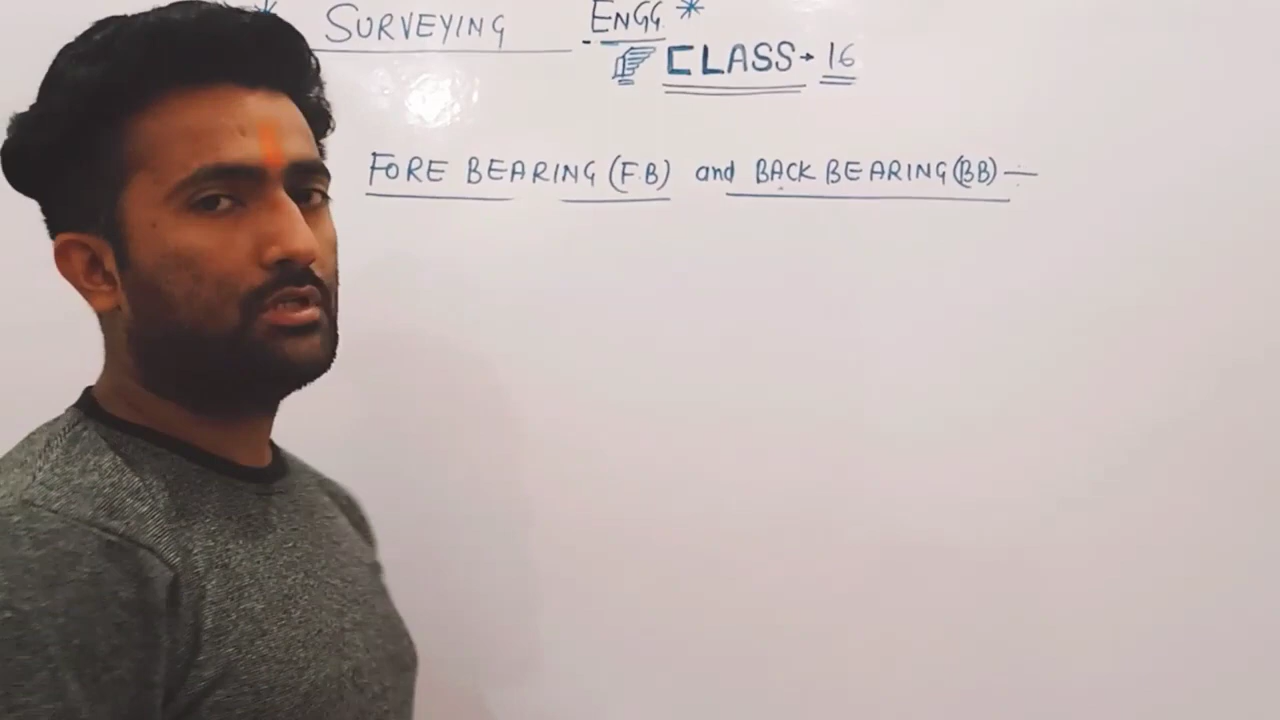 * SURVEYING ENGG. *
CLASS → 16
FORE BEARING (F.B) and BACK BEARING (BB) :-